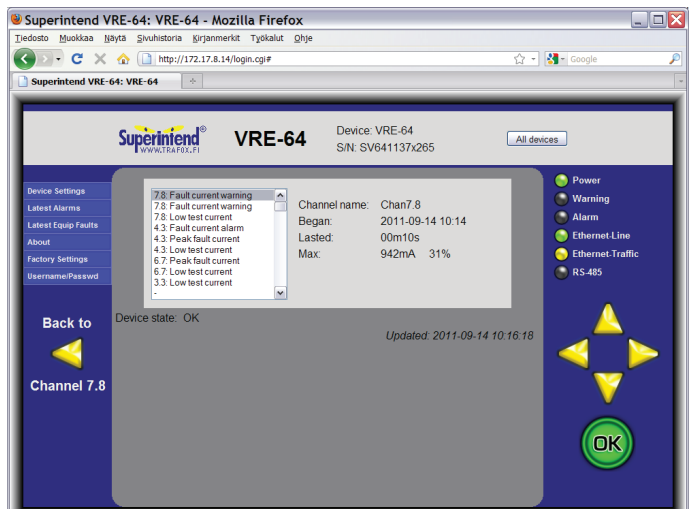 Superintend VRE-64: VRE-64 - Mozilla Firefox
Tiedosto Muokkaa Näytä Sivuhistoria Kirjanmerkit Työkalut Ohje
http://172.17.8.14/login.cgi#
Google
Superintend VRE-64: VRE-64
Superintend®
WWW.TRAFOX.FI
VRE-64
Device: VRE-64
S/N: SV641137x265
All devices
Device Settings
Latest Alarms
Latest Equip Faults
About
Factory Settings
Username/Passwd
Back to
Channel 7.8
7.8: Fault current warning
7.8: Fault current warning
7.8: Low test current
4.3: Fault current alarm
4.3: Peak fault current
4.3: Low test current
6.7: Peak fault current
6.7: Low test current
3.3: Low test current
-
Channel name: Chan7.8
Began: 2011-09-14 10:14
Lasted: 00m10s
Max: 942mA 31%
Device state: OK
Updated: 2011-09-14 10:16:18
Power
Warning
Alarm
Ethernet-Line
Ethernet-Traffic
RS-485
OK